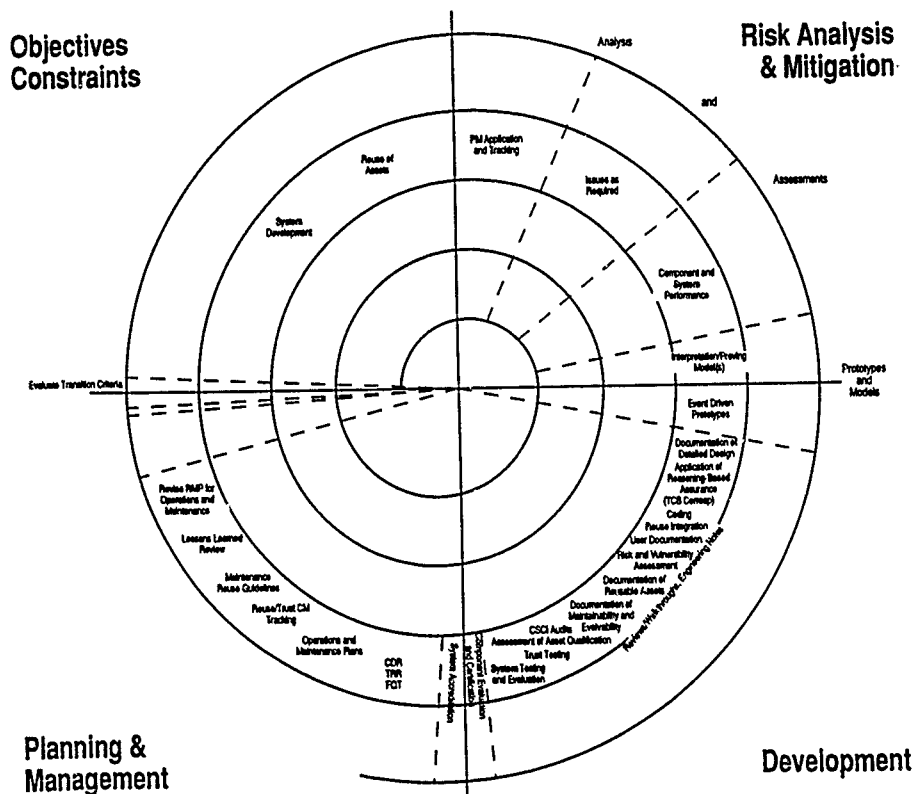 Objectives
Constraints
Risk Analysis
& Mitigation
Analysis
and
Assessments
Prototypes
and
Models
PM Application
and Tracking
Issues as
Required
Component and
System
Performance
Interpretation/Proving
Model(s)
Reuse of
Assets
System
Development
Evaluate Transition Criteria
Event Driven
Prototypes
Documentation of
Detailed Design
Application of
Reasoning-Based
Assurance
Coding
Reuse Integration
User Documentation
Risk and Vulnerability
Assessment
Documentation of
Reusable Assets
Documentation of
Maintainability and
Evolvability
CSCI Audits
Assessment of Asset Qualification
Trust Testing
System Testing
and Evaluation
Reviews, Walkthroughs, Engineering Notes
Component Evaluation
and Certification
System Accreditation
Revise RMP for
Operations and
Maintenance
Lessons Learned
Review
Maintenance
Reuse Guidelines
Reuse/Trust CM
Tracking
Operations and
Maintenance Plans
CDR
TRR
FQT
Planning &
Management
Development